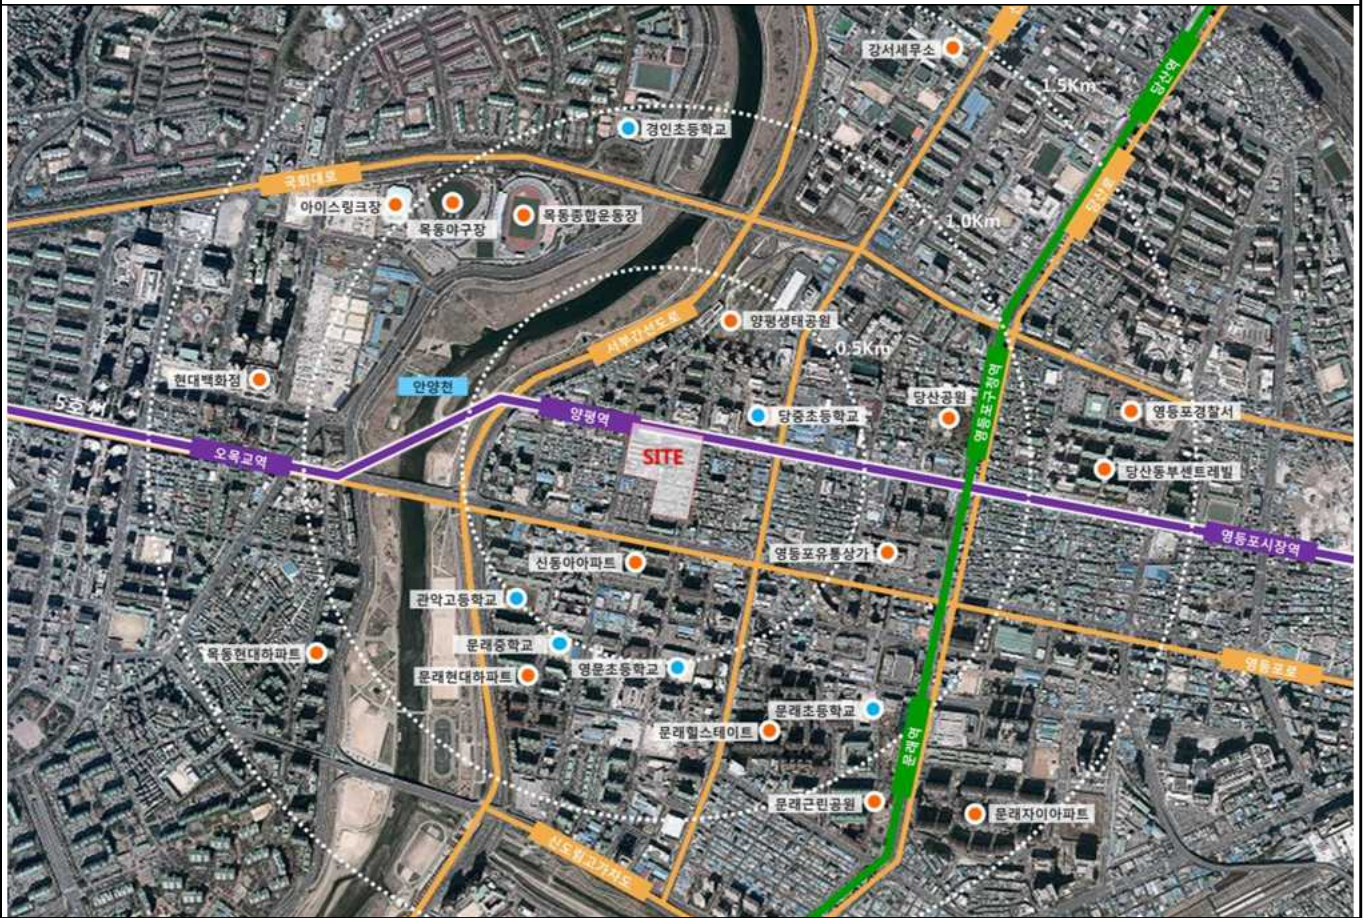 강서세무소
1.5Km
당산역
경인초등학교
국회대로
아이스링크장
목동야구장
목동종합운동장
당산로
1.0Km
서부간선도로
양평생태공원
0.5Km
현대백화점
안양천
5호선
양평역
당중초등학교
당산공원
영등포구청역
영등포경찰서
오목교역
SITE
당산동부센트레빌
영등포시장역
신동아아파트
영등포유통상가
관악고등학교
문래중학교
영문초등학교
목동현대하파트
문래현대하파트
영등포로
문래초등학교
문래힐스테이트
문래역
문래근린공원
문래자이아파트
신도림고가차도